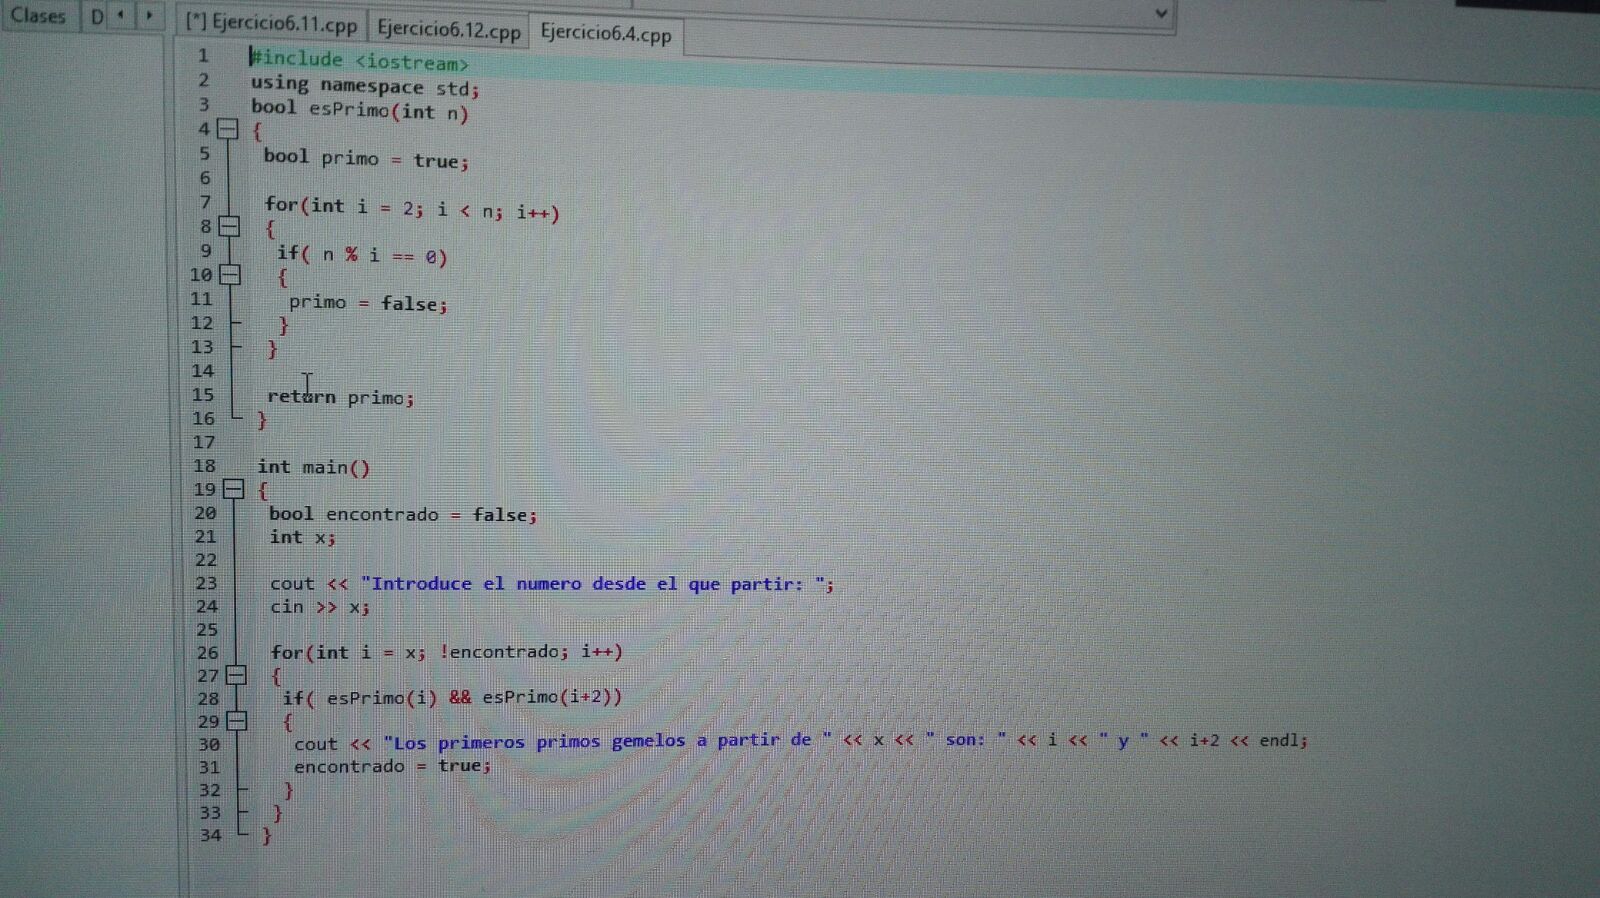 Clases D [*] Ejercicio6.11.cpp Ejercicio6.12.cpp Ejercicio6.4.cpp
1 #include <iostream>
2 using namespace std;
3 bool esPrimo(int n)
4 {
5 bool primo = true;
6
7 for(int i = 2; i < n; i++)
8 {
9 if( n % i == 0)
10 {
11 primo = false;
12 }
13 }
14
15 return primo;
16 }
17
18 int main()
19 {
20 bool encontrado = false;
21 int x;
22
23 cout << "Introduce el numero desde el que partir: ";
24 cin >> x;
25
26 for(int i = x; !encontrado; i++)
27 {
28 if( esPrimo(i) && esPrimo(i+2))
29 {
30 cout << "Los primeros primos gemelos a partir de " << x << " son: " << i << " y " << i+2 << endl;
31 encontrado = true;
32 }
33 }
34 }